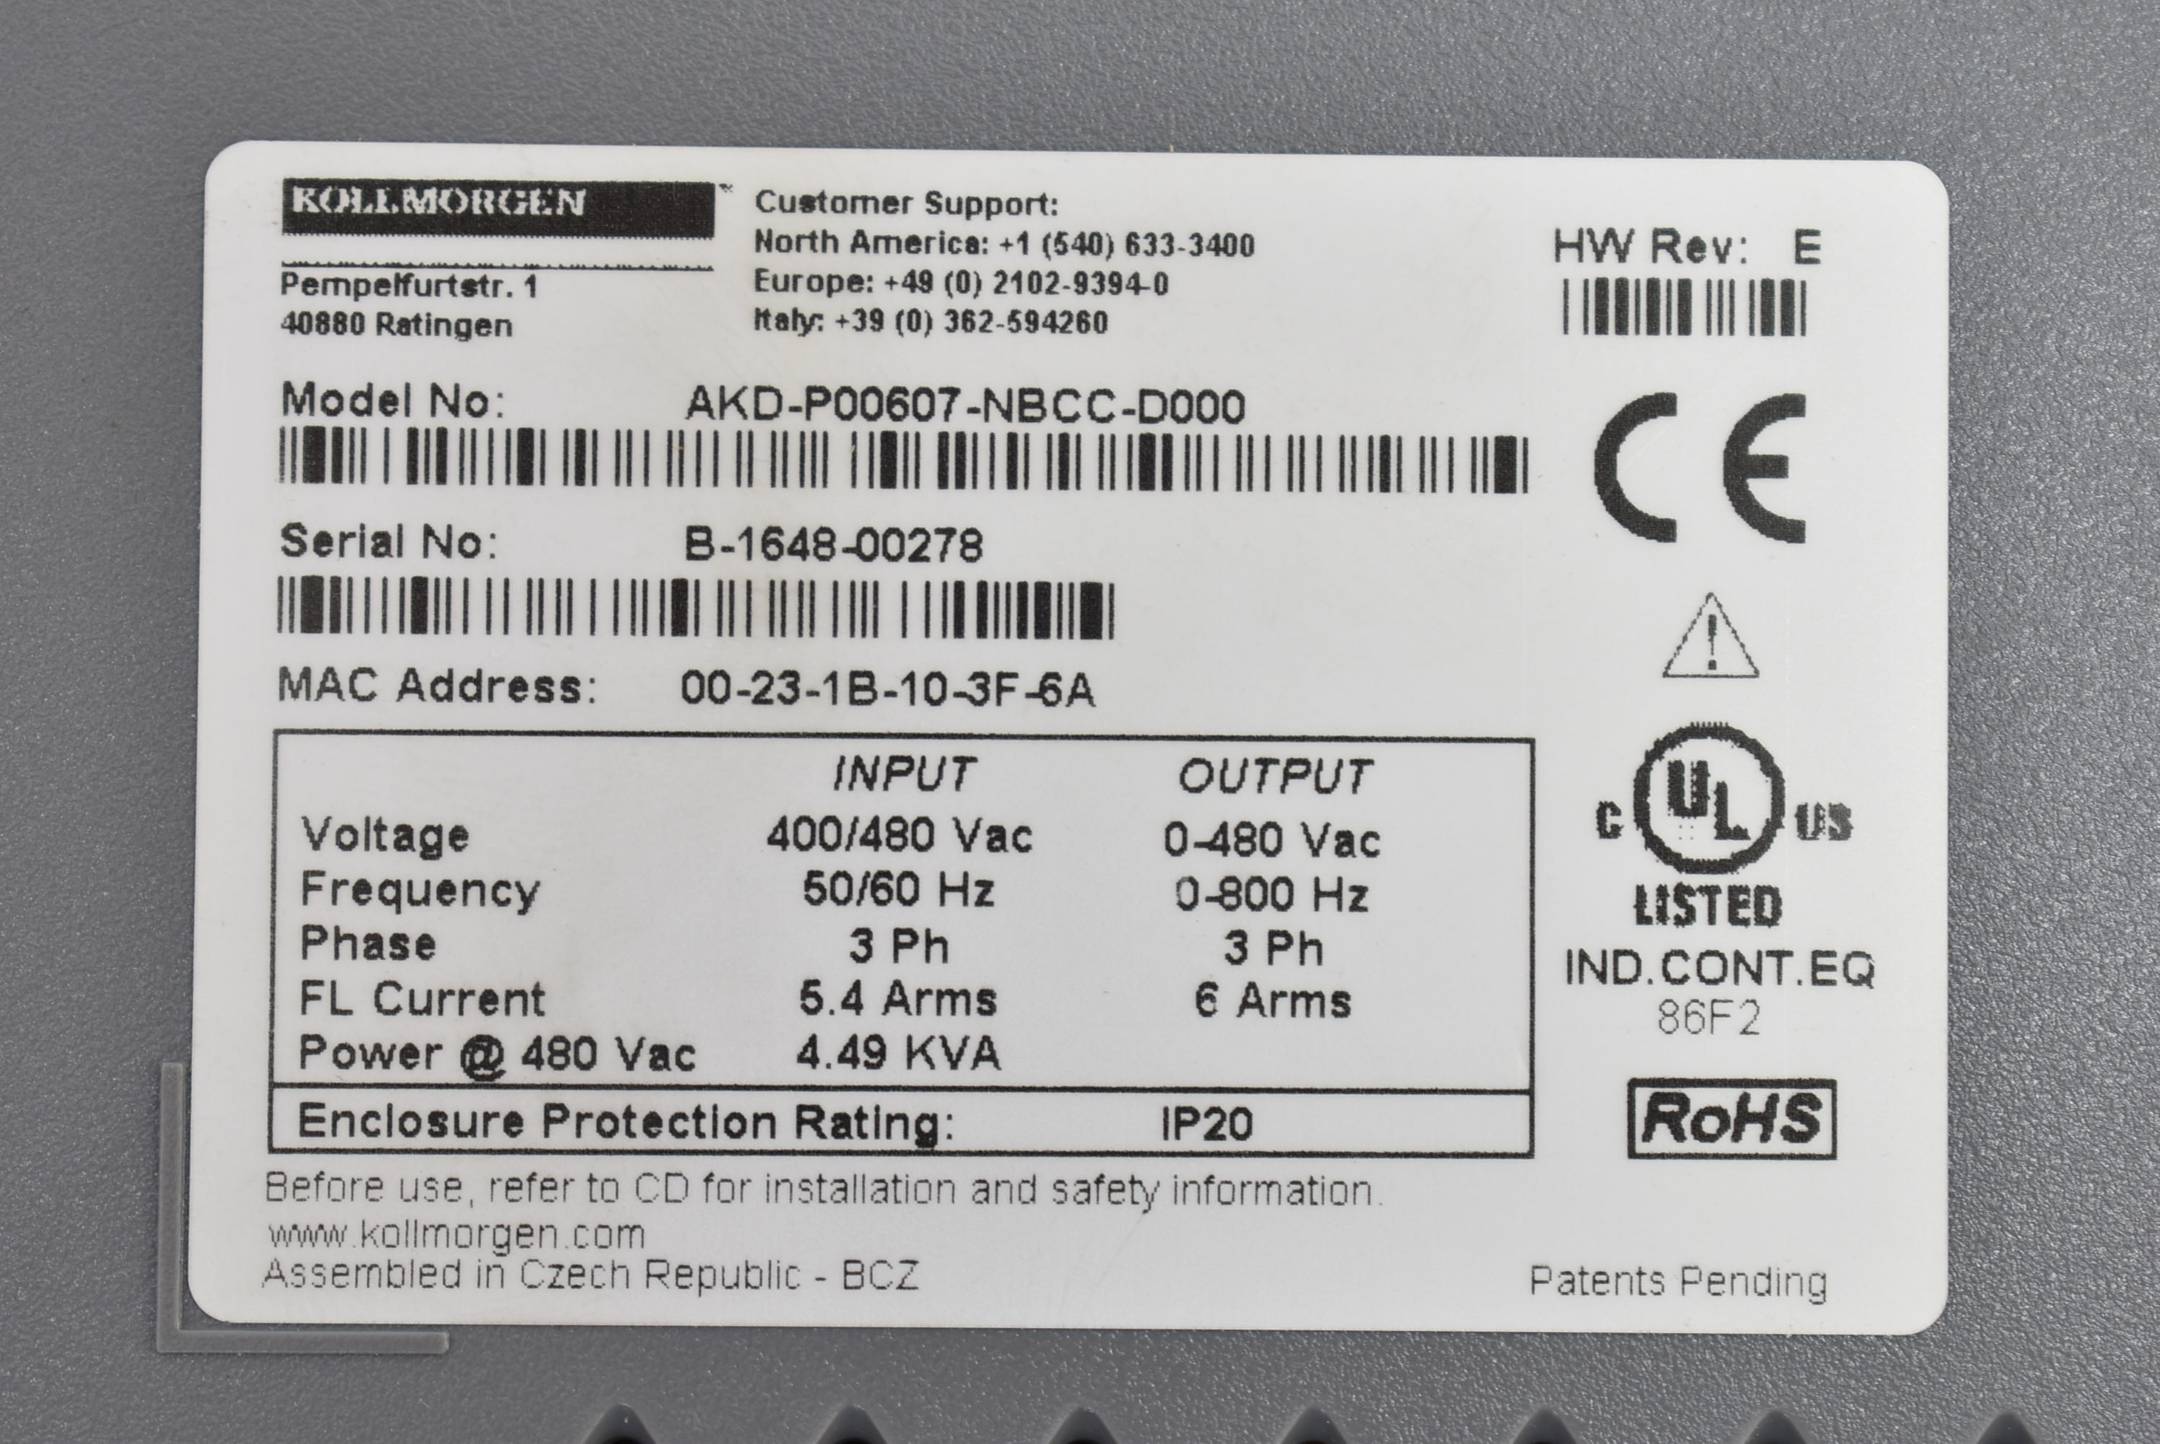 KOLLMORGEN™
Pempelfurtstr. 1
40880 Ratingen
Customer Support:
North America: +1 (540) 633-3400
Europe: +49 (0) 2102-9394-0
Italy: +39 (0) 362-594260
HW Rev: E
Model No: AKD-P00607-NBCC-D000
CE
Serial No: B-1648-00278
MAC Address: 00-23-1B-10-3F-6A
INPUT OUTPUT
Voltage 400/480 Vac 0-480 Vac
Frequency 50/60 Hz 0-800 Hz
Phase 3 Ph 3 Ph
FL Current 5.4 Arms 6 Arms
Power @ 480 Vac 4.49 KVA
Enclosure Protection Rating: IP20
C UL US
LISTED
IND.CONT.EQ
86F2
RoHS
Before use, refer to CD for installation and safety information.
www.kollmorgen.com
Assembled in Czech Republic - BCZ
Patents Pending